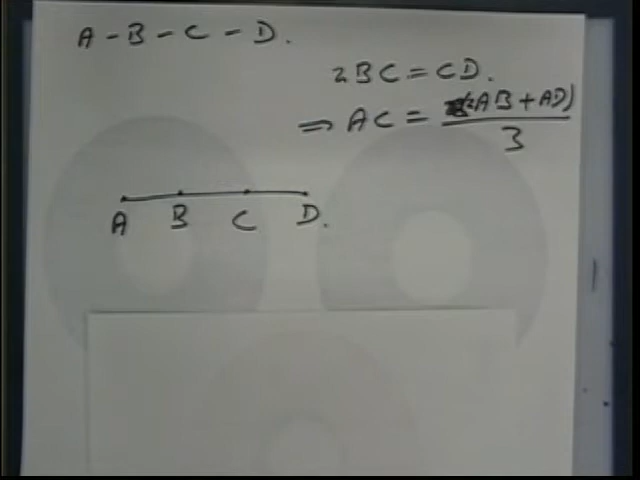 A - B - C - D.
2BC = CD.
⇒ AC = (2AB + AD) / 3
A B C D.